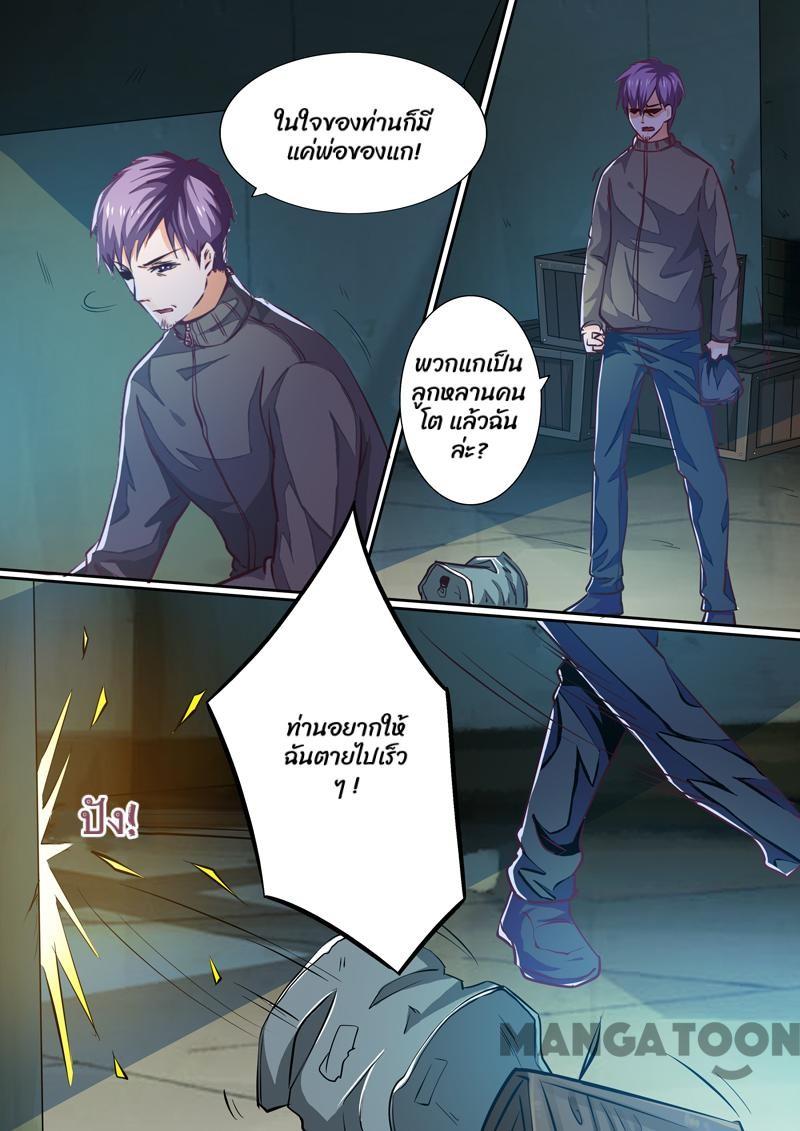 ในใจของท่านก็มี
แค่พ่อของแก!
พวกแกเป็น
ลูกหลานคน
โต แล้วฉัน
ล่ะ?
ท่านอยากให้
ฉันตายไปเร็ว
ๆ !
ปัง!
MANGATOON